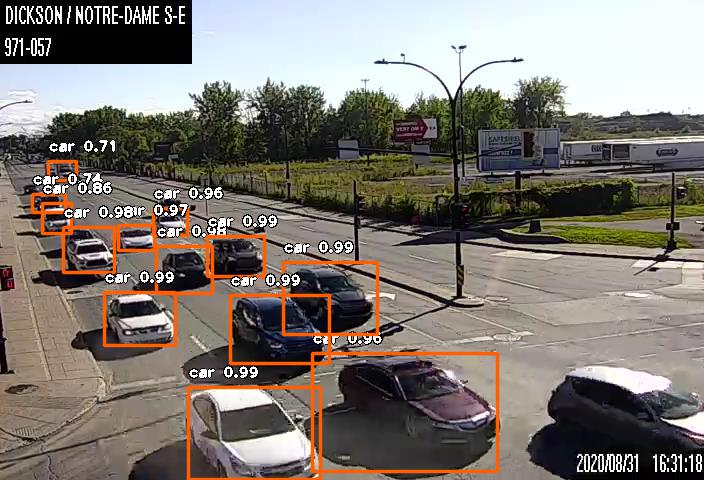 DICKSON / NOTRE-DAME S-E
971-057
car 0.71
car 0.74
car 0.86
car 0.96
car 0.98
0.97
car 0.99
car 0.98
car 0.99
car 0.99
car 0.99
car 0.96
car 0.99
VERT ON
2020/08/31 16:31:18